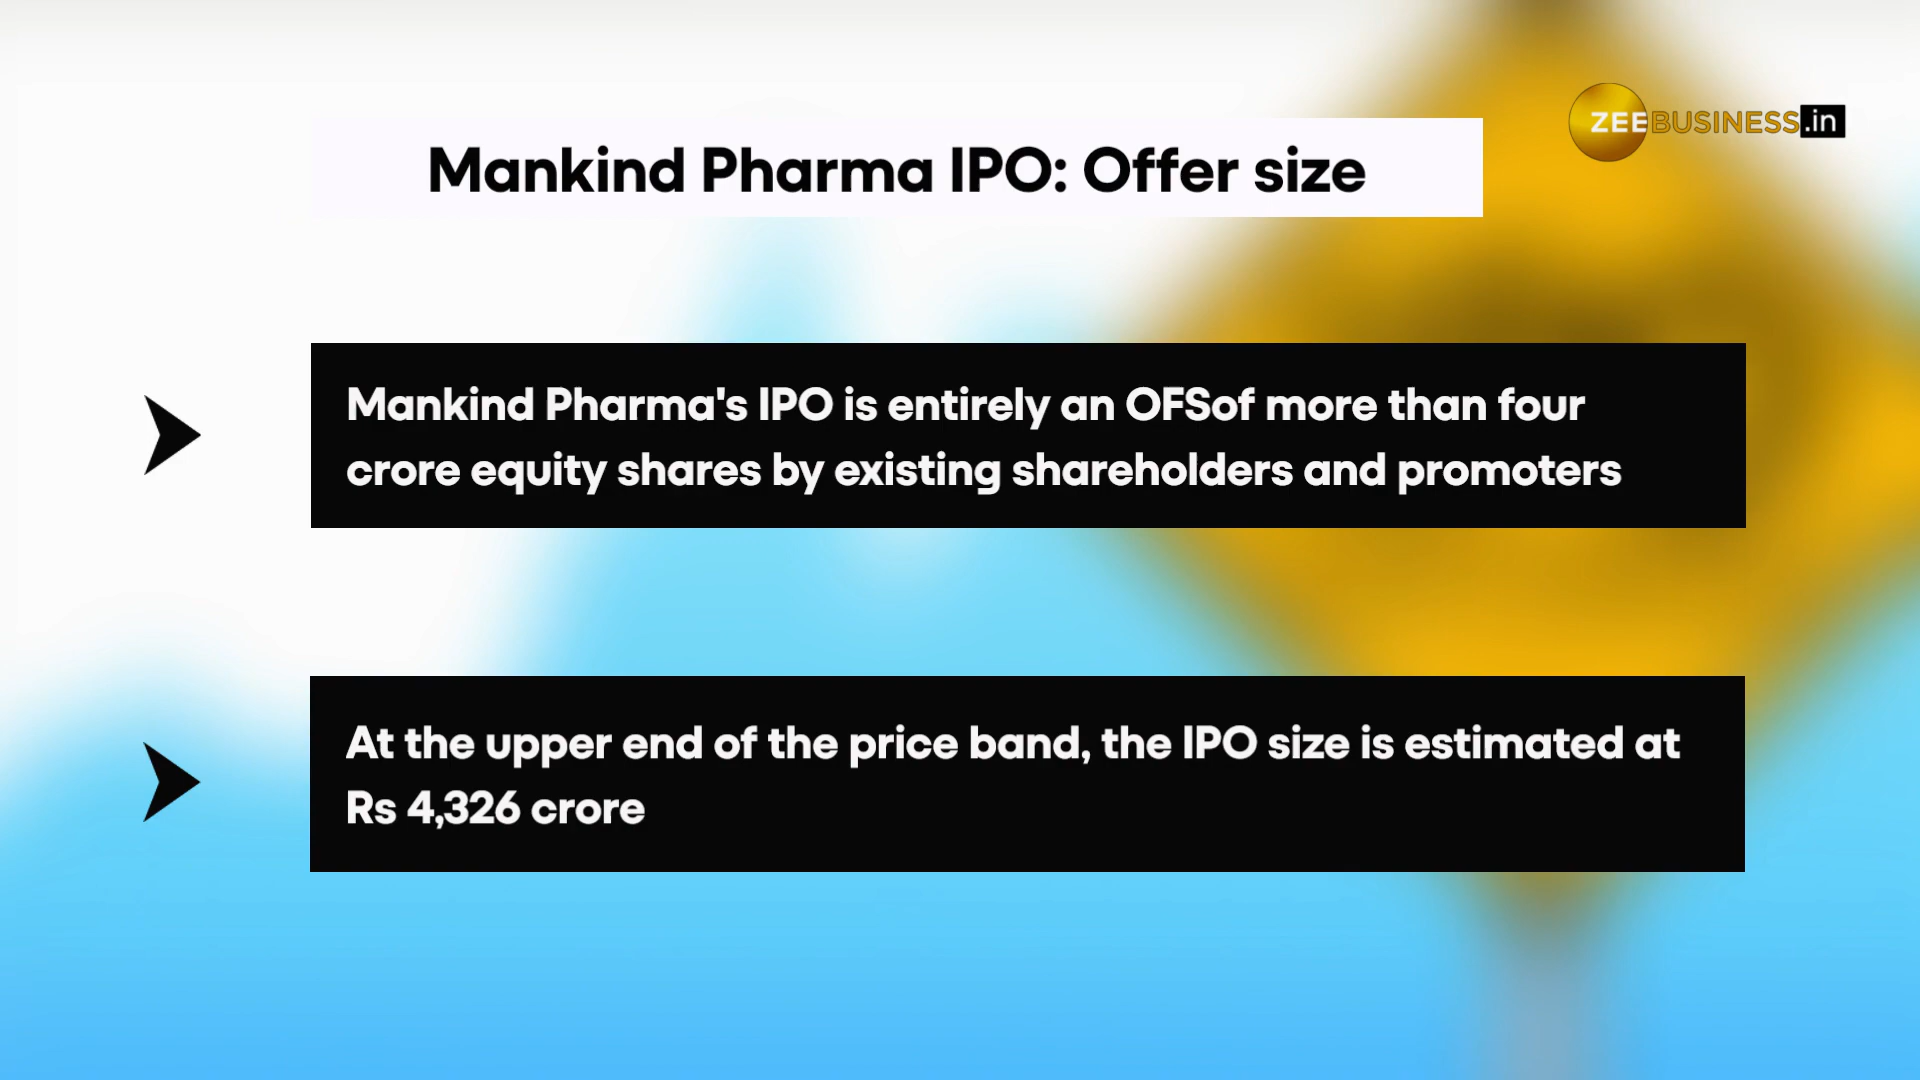 ZEEBUSINESS.in
Mankind Pharma IPO: Offer size
Mankind Pharma's IPO is entirely an OFSof more than four
crore equity shares by existing shareholders and promoters
At the upper end of the price band, the IPO size is estimated at
Rs 4,326 crore